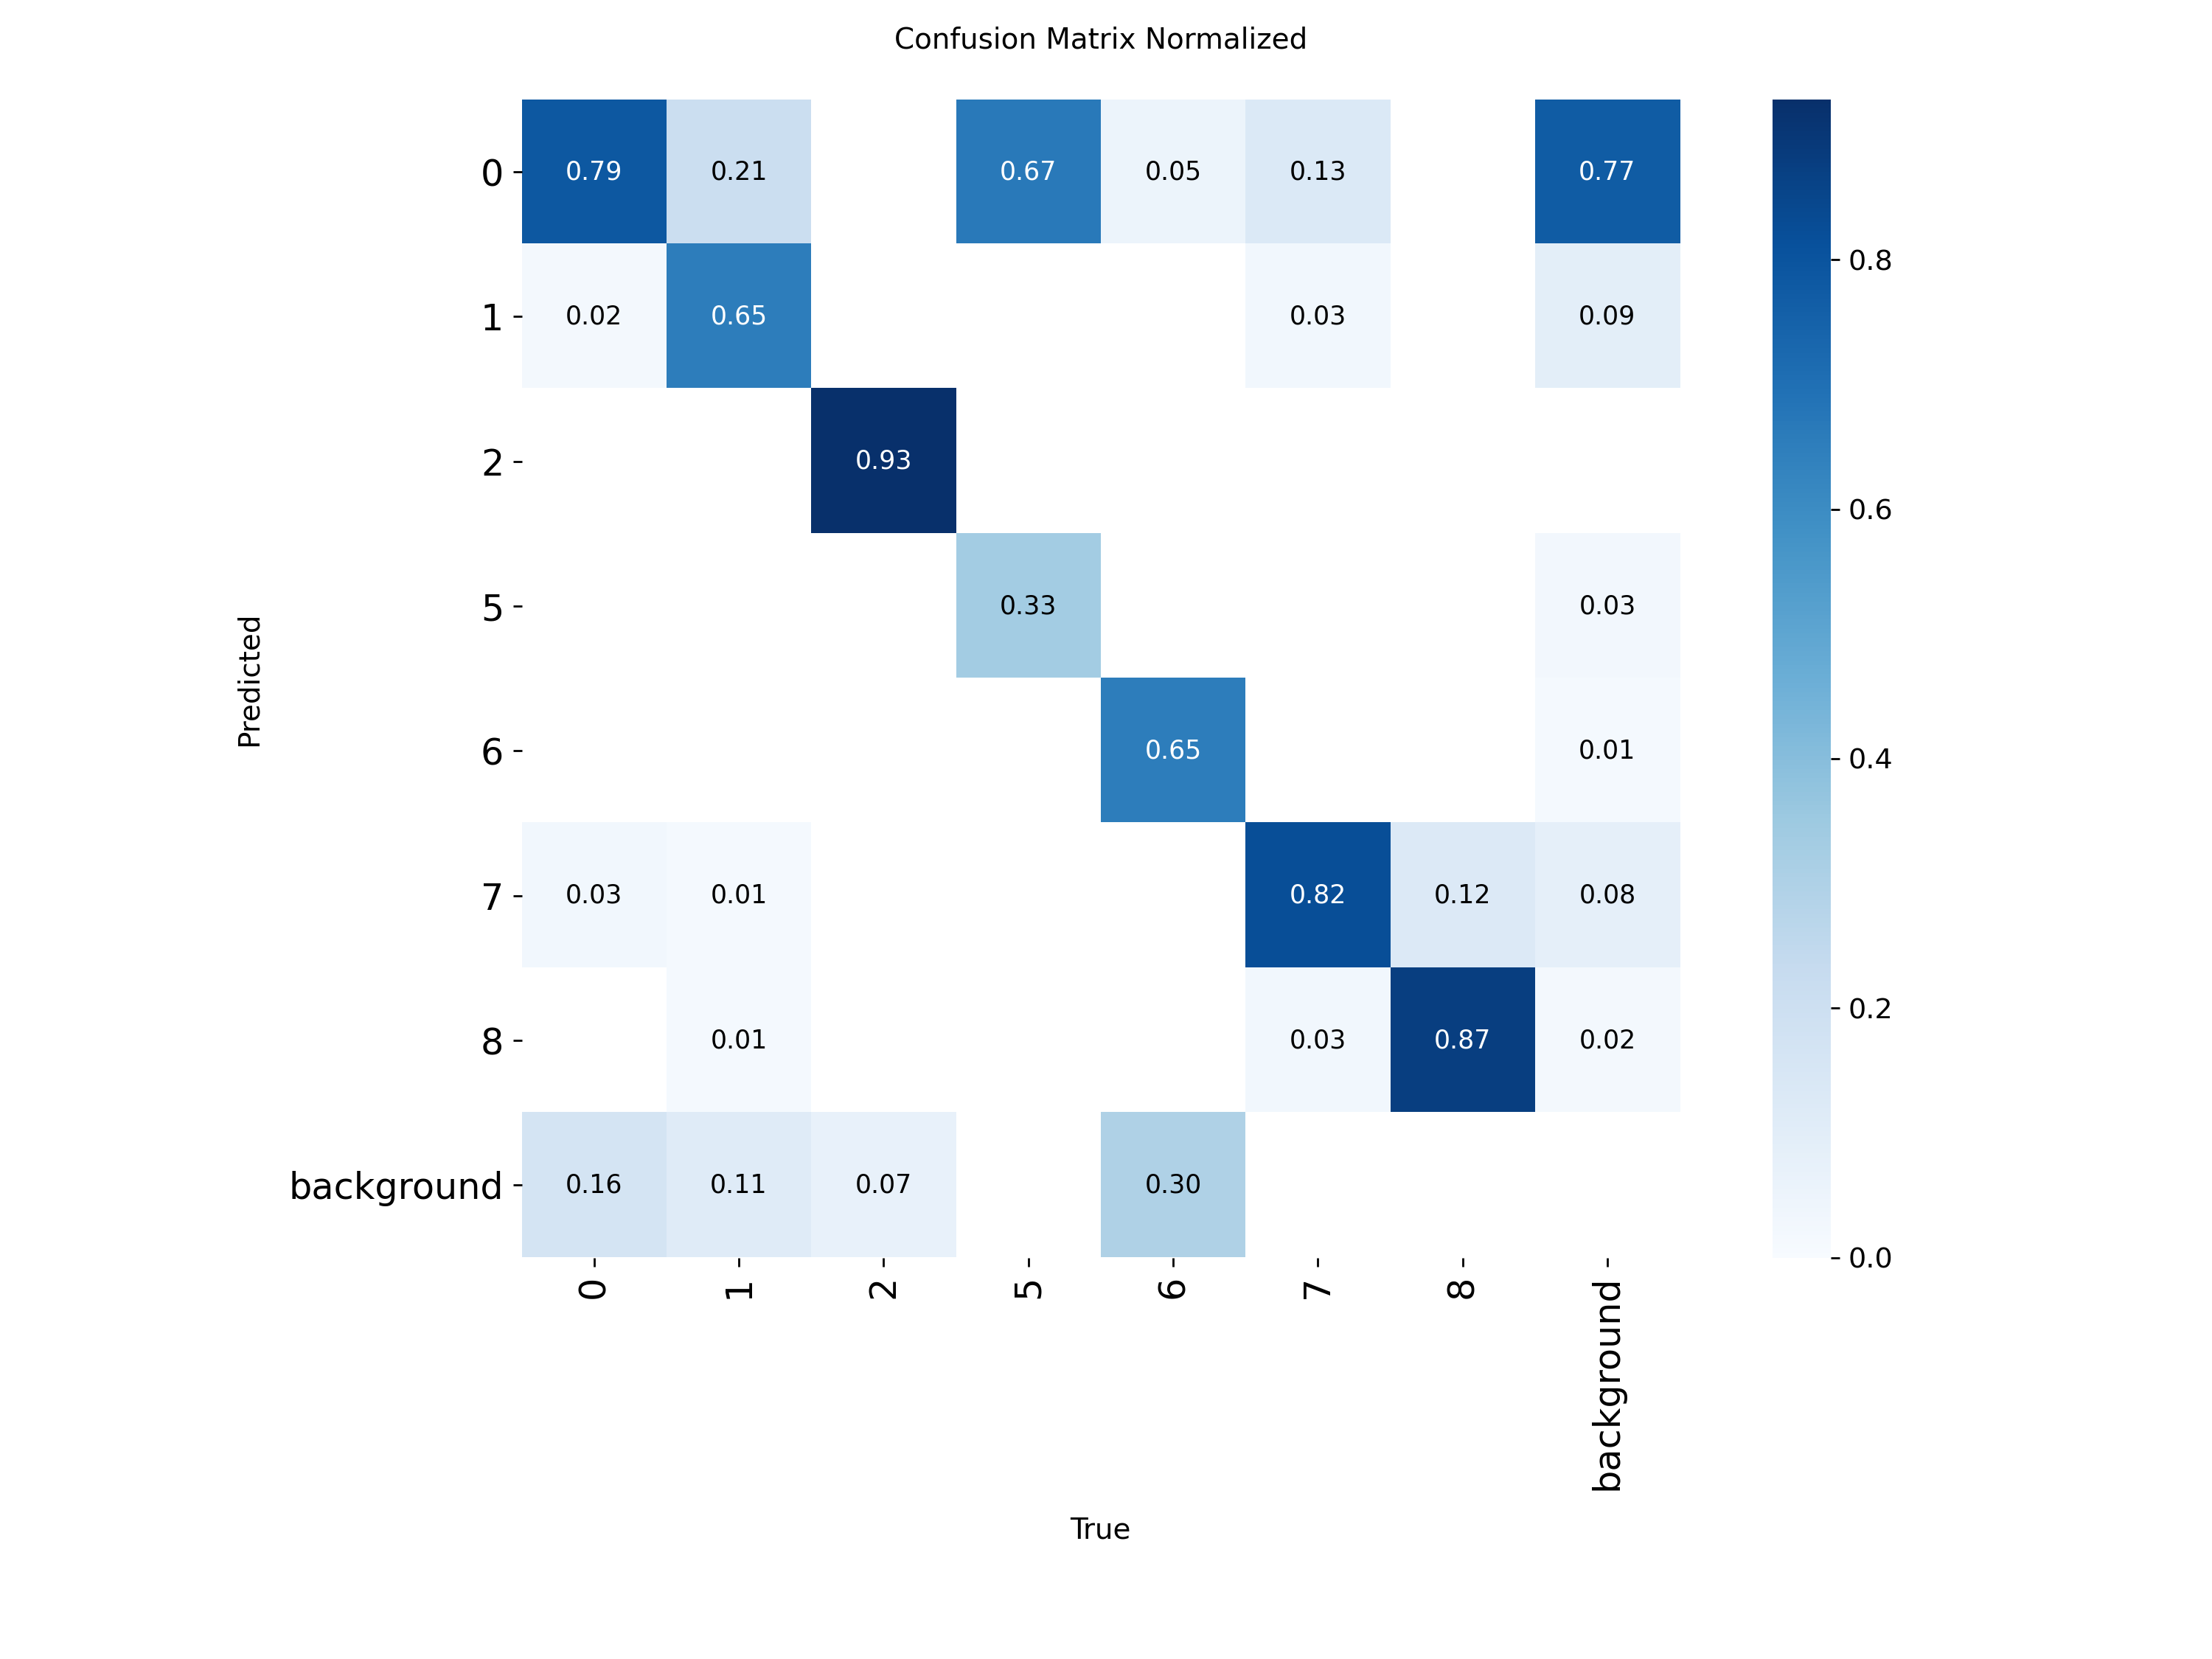 Confusion Matrix Normalized
0 0.79 0.21 0.67 0.05 0.13 0.77
1 0.02 0.65 0.03 0.09
2 0.93
5 0.33 0.03
6 0.65 0.01
7 0.03 0.01 0.82 0.12 0.08
8 0.01 0.03 0.87 0.02
background 0.16 0.11 0.07 0.30
0 1 2 5 6 7 8 background
Predicted
True
0.8
0.6
0.4
0.2
0.0